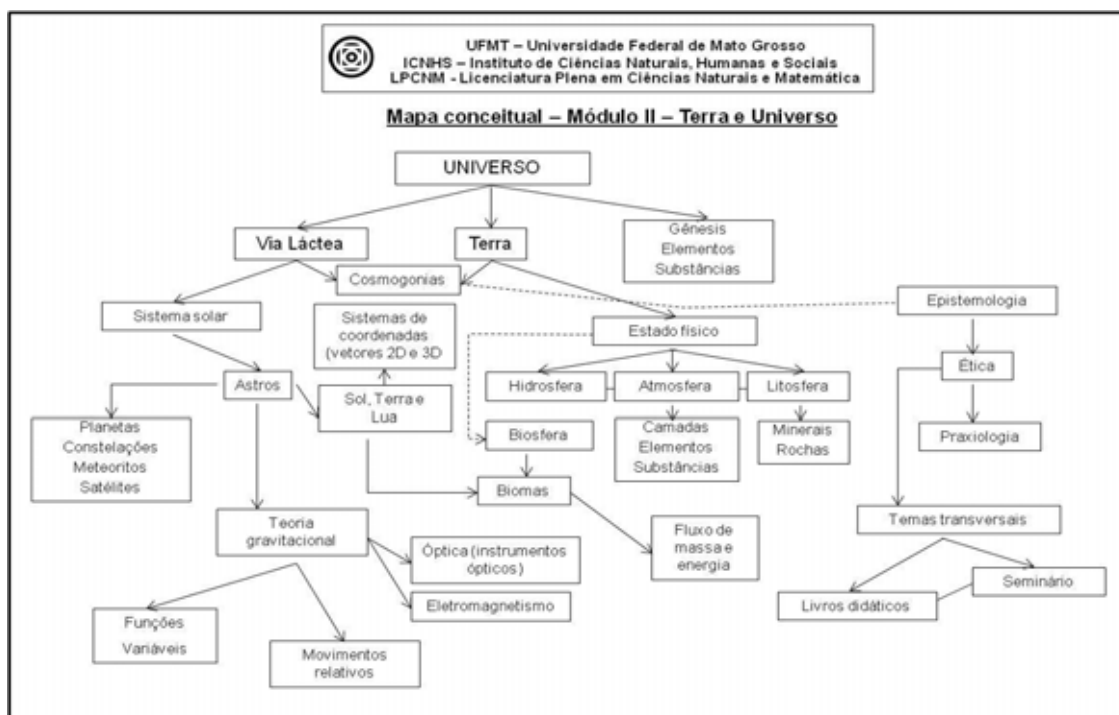 UFMT – Universidade Federal de Mato Grosso
ICNHS – Instituto de Ciências Naturais, Humanas e Sociais
LPCNM - Licenciatura Plena em Ciências Naturais e Matemática
Mapa conceitual – Módulo II – Terra e Universo
UNIVERSO
Via Láctea
Terra
Gênesis
Elementos
Substâncias
Cosmogonias
Epistemologia
Sistema solar
Sistemas de
coordenadas
(vetores 2D e 3D
Estado físico
Ética
Astros
Hidrosfera
Atmosfera
Litosfera
Sol, Terra e
Lua
Planetas
Constelações
Meteoritos
Satélites
Biosfera
Camadas
Elementos
Substâncias
Minerais
Rochas
Praxiologia
Biomas
Teoria
gravitacional
Fluxo de
massa e
energia
Temas transversais
Óptica (instrumentos
ópticos)
Seminário
Eletromagnetismo
Livros didáticos
Funções
Variáveis
Movimentos
relativos